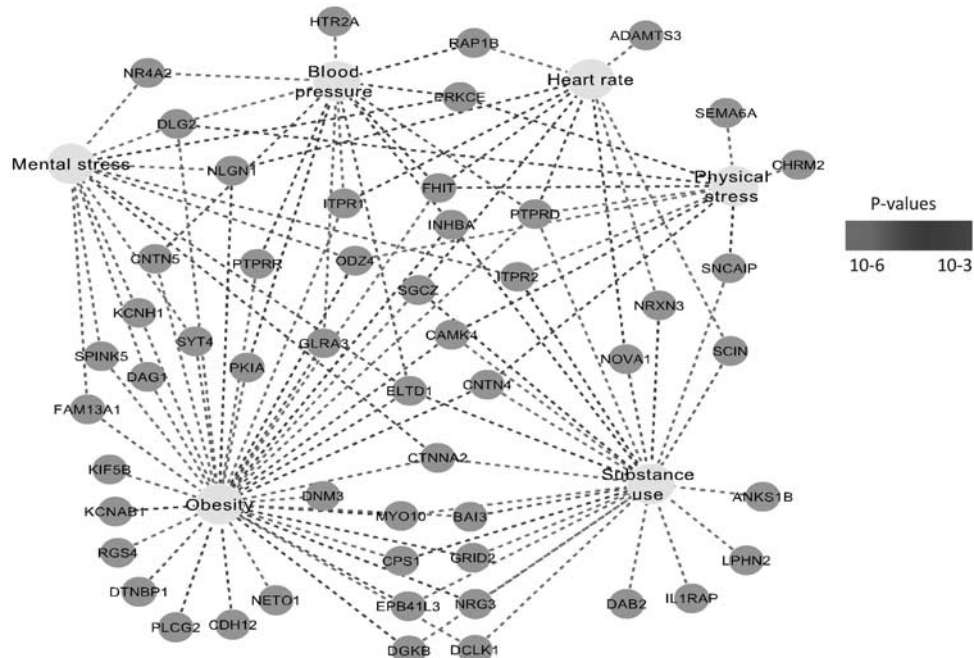 HTR2A
RAP1B
ADAMTS3
NR4A2
Blood
pressure
Heart rate
PRKCE
SEMA6A
DLG2
Mental stress
NLGN1
CHRM2
Physical
stress
FHIT
ITPR1
PTPRD
INHBA
P-values
10-6
10-3
CNTN5
PTPRR
ODZ4
ITPR2
SNCAIP
SGCZ
KCNH1
NRXN3
SYT4
GLRA3
CAMK4
SPINK5
NOVA1
SCIN
DAG1
PKIA
ELTD1
CNTN4
FAM13A1
CTNNA2
KIF5B
Substance
use
DNM3
ANKS1B
Obesity
KCNAB1
MYO10
BAI3
RGS4
CPS1
GRID2
LPHN2
DTNBP1
NETO1
EPB41L3
NRG3
DAB2
IL1RAP
PLCG2
CDH12
DGKB
DCLK1